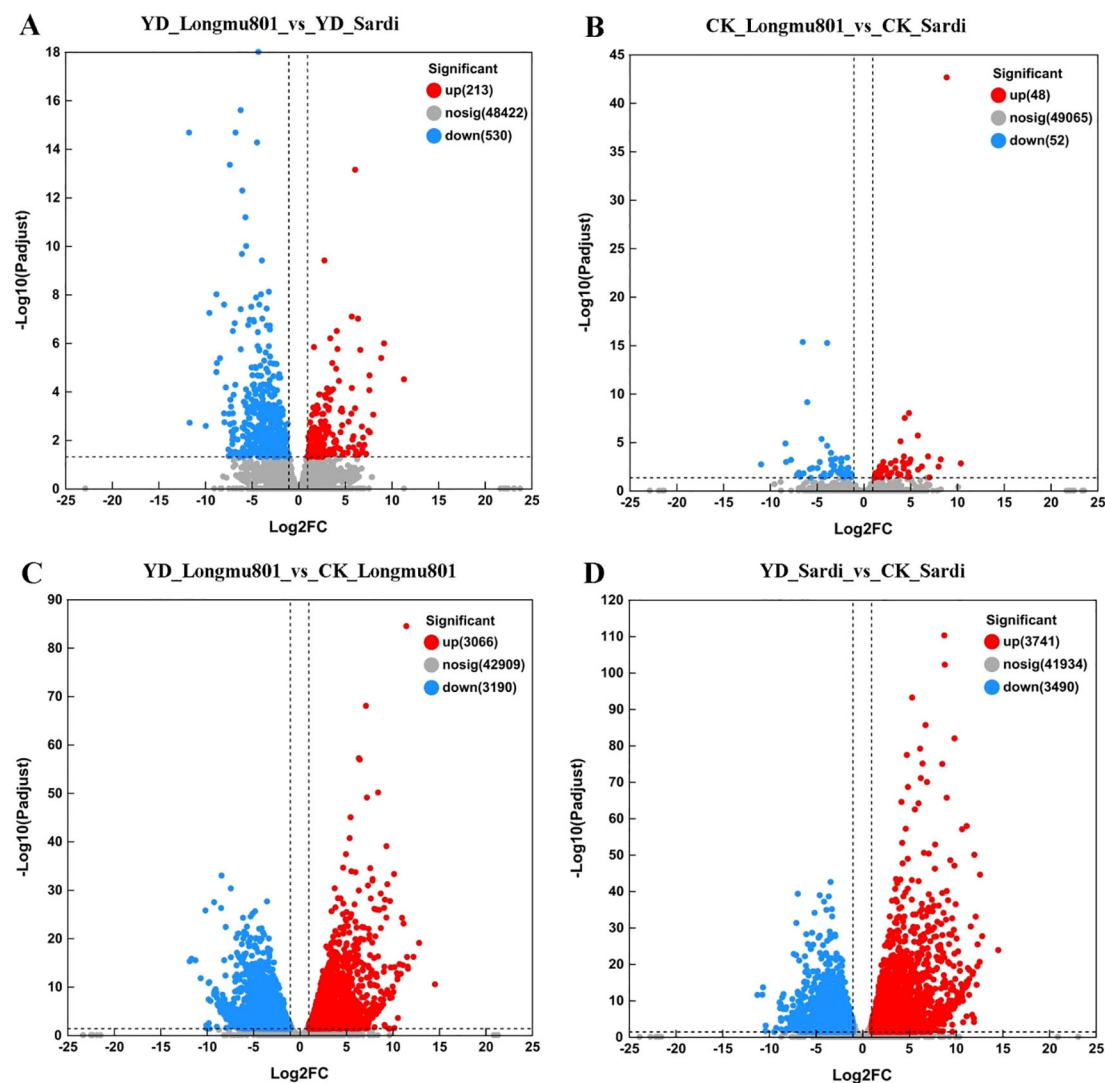 A
YD_Longmu801_vs_YD_Sardi
-Log10(Padjust)
18
16
14
12
10
8
6
4
2
0
Significant
up(213)
nosig(48422)
down(530)
-25 -20 -15 -10 -5 0 5 10 15 20 25
Log2FC
B
CK_Longmu801_vs_CK_Sardi
-Log10(Padjust)
45
40
35
30
25
20
15
10
5
0
Significant
up(48)
nosig(49065)
down(52)
-25 -20 -15 -10 -5 0 5 10 15 20 25
Log2FC
C
YD_Longmu801_vs_CK_Longmu801
-Log10(Padjust)
90
80
70
60
50
40
30
20
10
0
Significant
up(3066)
nosig(42909)
down(3190)
-25 -20 -15 -10 -5 0 5 10 15 20 25
Log2FC
D
YD_Sardi_vs_CK_Sardi
-Log10(Padjust)
120
110
100
90
80
70
60
50
40
30
20
10
0
Significant
up(3741)
nosig(41934)
down(3490)
-25 -20 -15 -10 -5 0 5 10 15 20 25
Log2FC